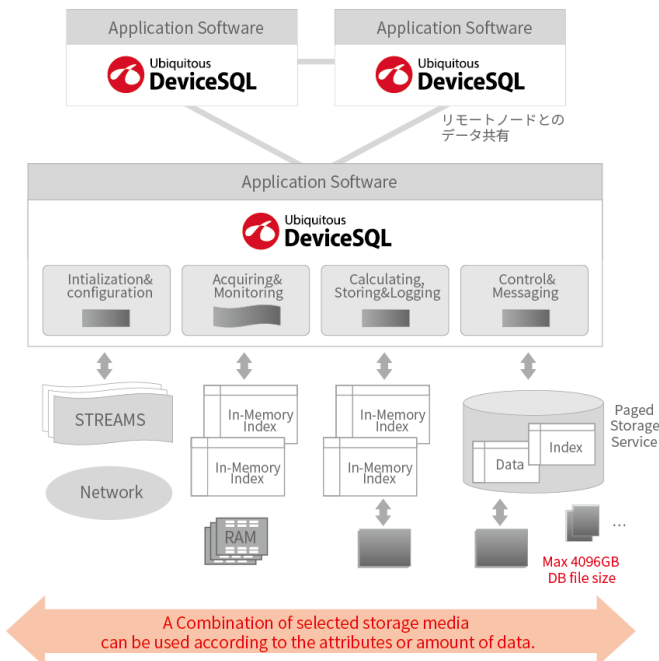 Application Software
Ubiquitous
DeviceSQL
Application Software
Ubiquitous
DeviceSQL
リモートノードとの
データ共有
Application Software
Ubiquitous
DeviceSQL
Intialization&
configuration
Acquiring&
Monitoring
Calculating,
Storing&Logging
Control&
Messaging
STREAMS
Network
In-Memory
Index
In-Memory
Index
RAM
In-Memory
Index
In-Memory
Index
Data
Index
Paged
Storage
Service
...
Max 4096GB
DB file size
A Combination of selected storage media
can be used according to the attributes or amount of data.